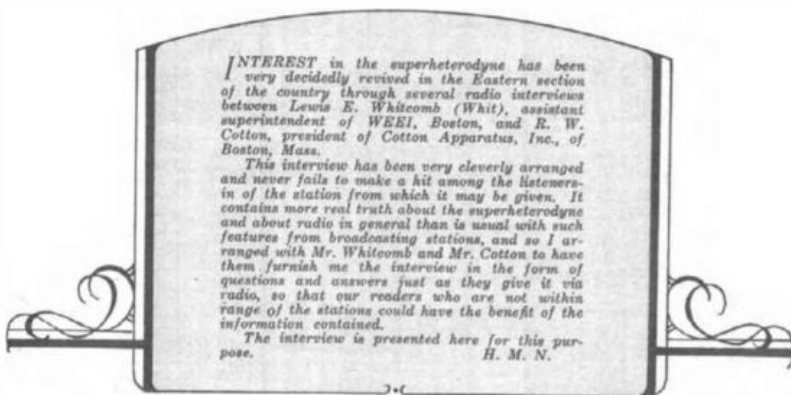 INTEREST in the superheterodyne has been
very decidedly revived in the Eastern section
of the country through several radio interviews
between Lewis E. Whitcomb (Whit), assistant
superintendent of WEEI, Boston, and R. W.
Cotton, president of Cotton Apparatus, Inc., of
Boston, Mass.
This interview has been very cleverly arranged
and never fails to make a hit among the listeners-
in of the station from which it may be given. It
contains more real truth about the superheterodyne
and about radio in general than is usual with such
features from broadcasting stations, and so I ar-
ranged with Mr. Whitcomb and Mr. Cotton to have
them furnish me the interview in the form of
questions and answers just as they give it via
radio, so that our readers who are not within
range of the stations could have the benefit of the
information contained.
The interview is presented here for this pur-
pose. H. M. N.